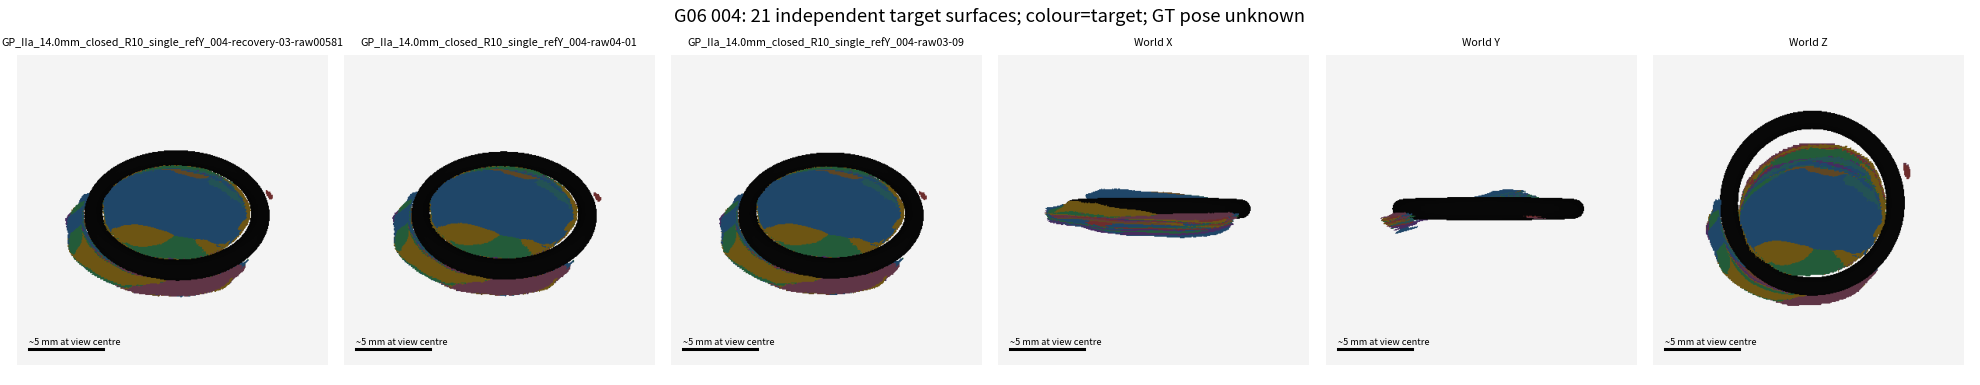 G06 004: 21 independent target surfaces; colour=target; GT pose unknown
GP_IIa_14.0mm_closed_R10_single_refY_004-recovery-03-raw00581
GP_IIa_14.0mm_closed_R10_single_refY_004-raw04-01
GP_IIa_14.0mm_closed_R10_single_refY_004-raw03-09
World X
World Y
World Z
~5 mm at view centre
~5 mm at view centre
~5 mm at view centre
~5 mm at view centre
~5 mm at view centre
~5 mm at view centre